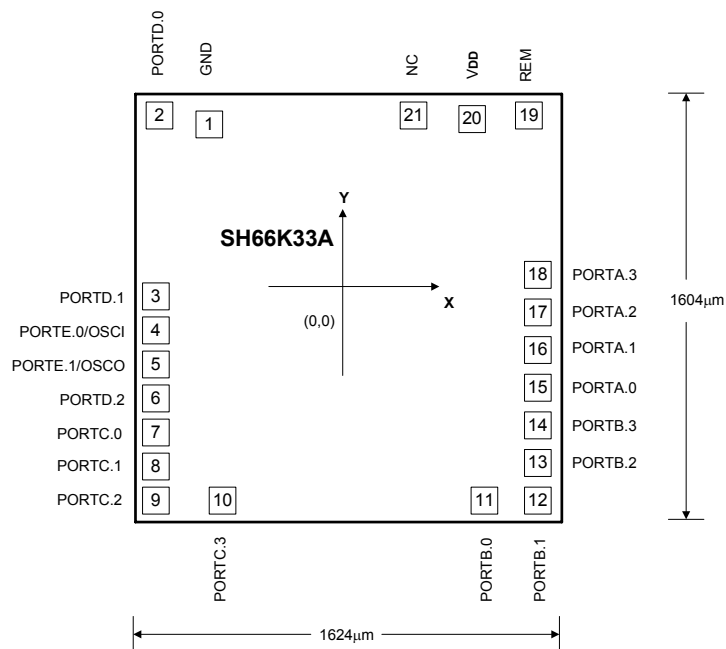 PORTD.0
GND
NC
VDD
REM
2
1
21
20
19
Y
SH66K33A
X
(0,0)
1604μm
PORTD.1
3
PORTE.0/OSCI
4
PORTE.1/OSCO
5
PORTD.2
6
PORTC.0
7
PORTC.1
8
PORTC.2
9
10
11
12
18
PORTA.3
17
PORTA.2
16
PORTA.1
15
PORTA.0
14
PORTB.3
13
PORTB.2
PORTC.3
PORTB.0
PORTB.1
1624μm